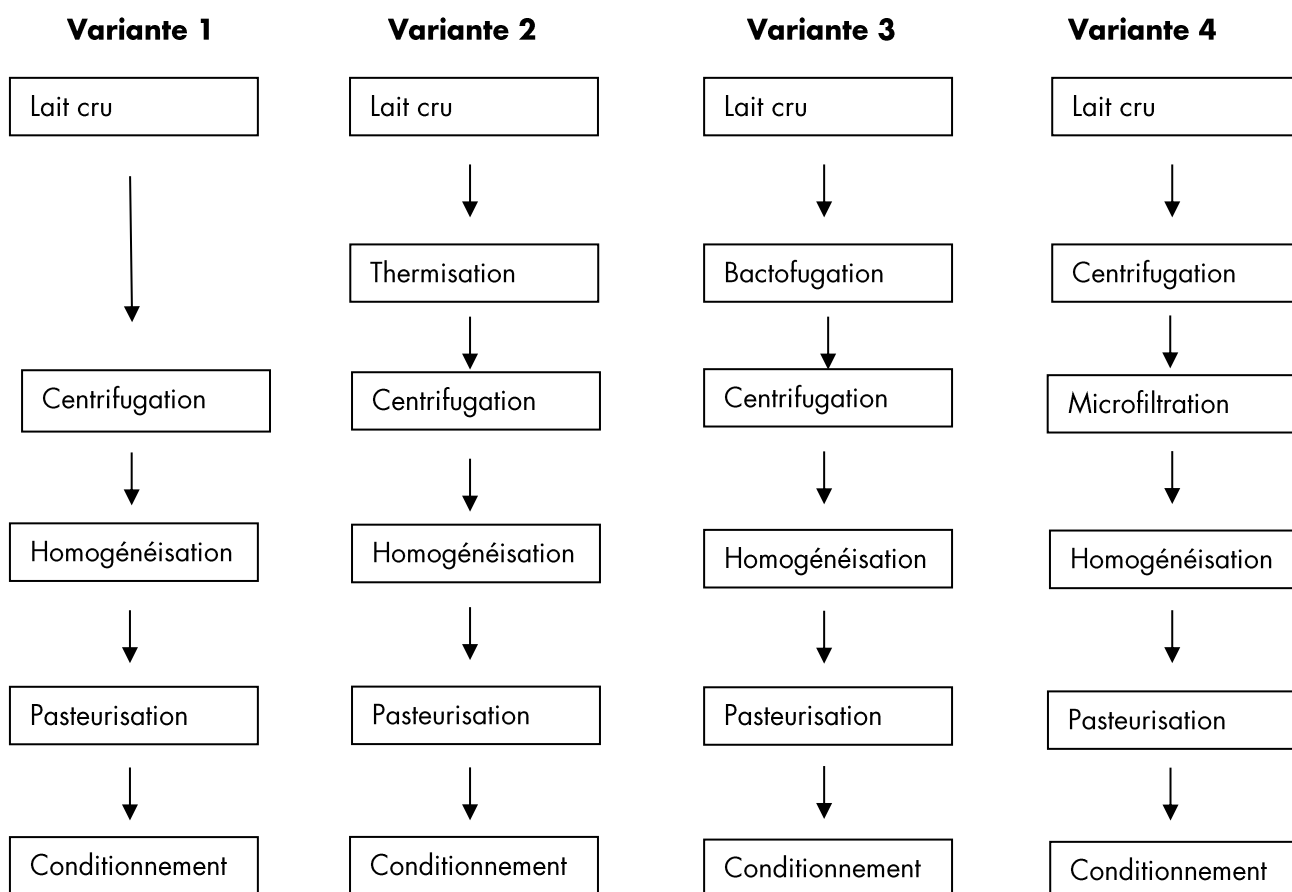 Variante 1
Variante 2
Variante 3
Variante 4
Lait cru
Lait cru
Lait cru
Lait cru
Thermisation
Bactofugation
Centrifugation
Centrifugation
Centrifugation
Centrifugation
Microfiltration
Homogénéisation
Homogénéisation
Homogénéisation
Homogénéisation
Pasteurisation
Pasteurisation
Pasteurisation
Pasteurisation
Conditionnement
Conditionnement
Conditionnement
Conditionnement